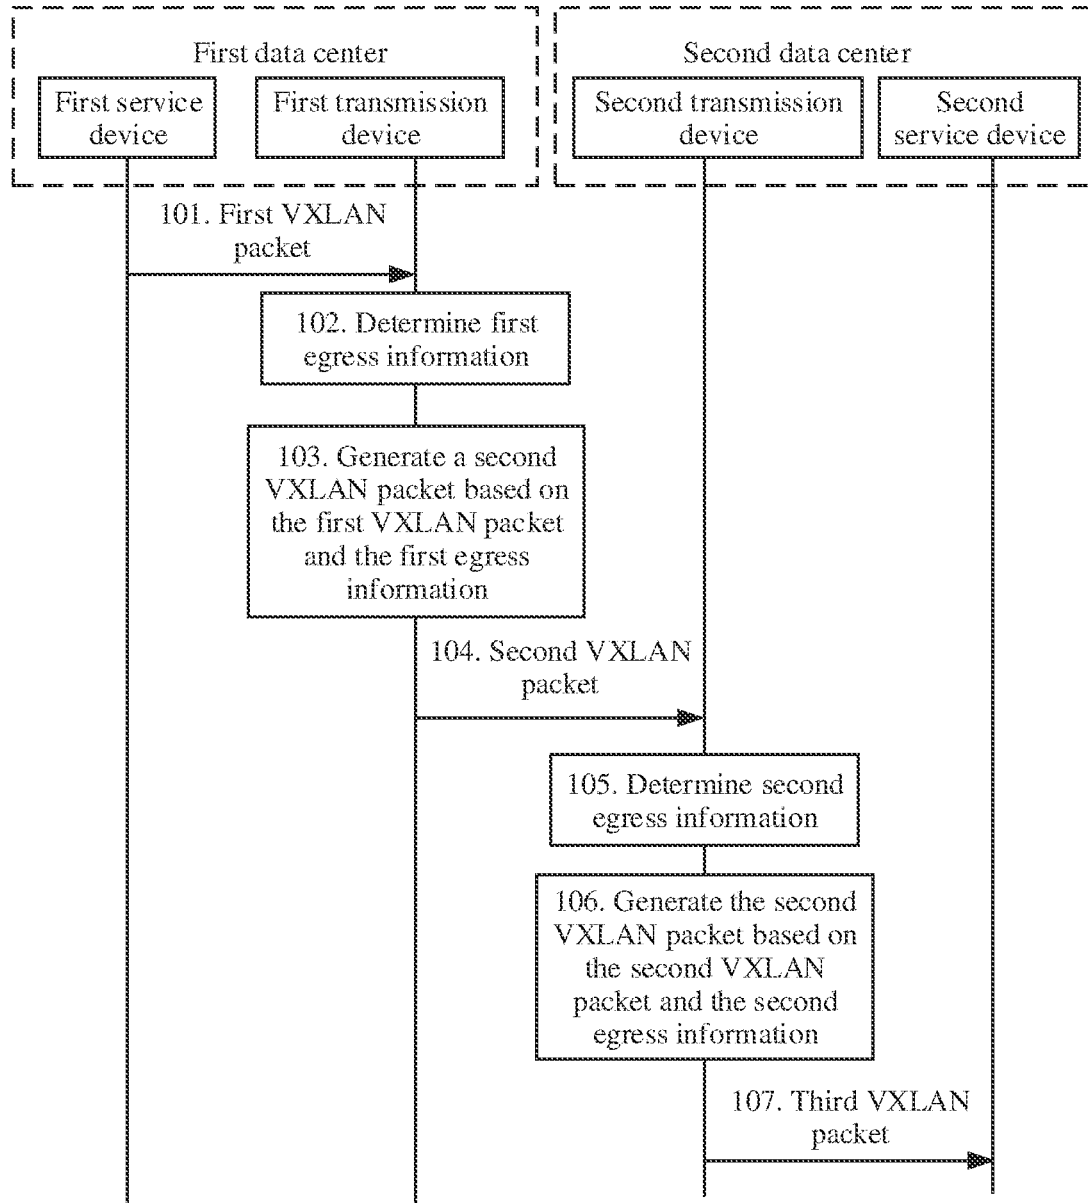 First data center
Second data center
First service
device
First transmission
device
Second transmission
device
Second
service device
101. First VXLAN
packet
102. Determine first
egress information
103. Generate a second
VXLAN packet based on
the first VXLAN packet
and the first egress
information
104. Second VXLAN
packet
105. Determine second
egress information
106. Generate the second
VXLAN packet based on
the second VXLAN
packet and the second
egress information
107. Third VXLAN
packet